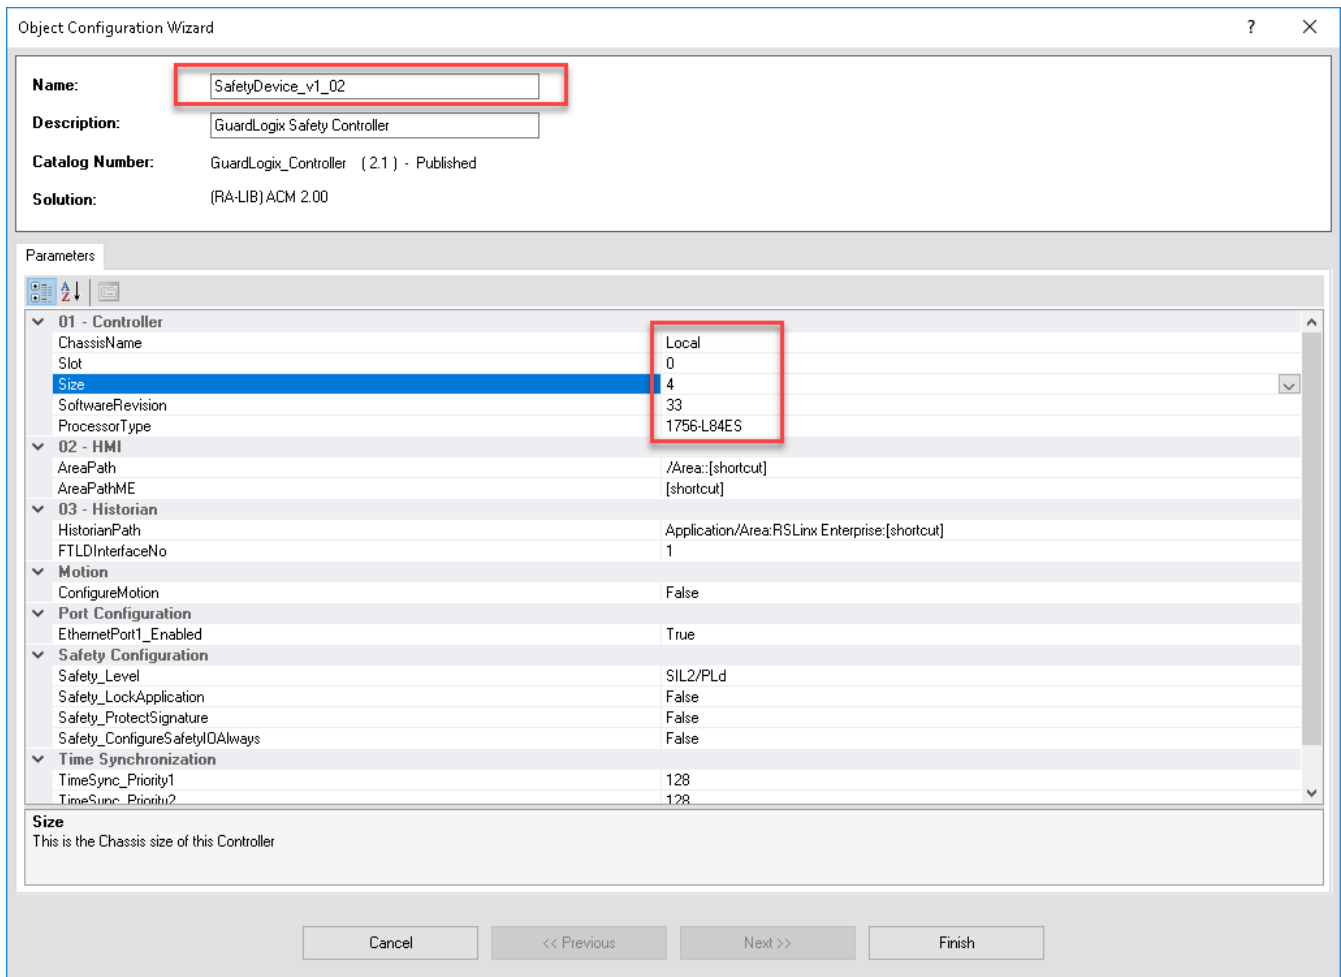 Object Configuration Wizard ?
Name: SafetyDevice_v1_02
Description: GuardLogix Safety Controller
Catalog Number: GuardLogix_Controller ( 2.1 ) - Published
Solution: (RA-LIB) ACM 2.00
Parameters
01 - Controller
ChassisName Local
Slot 0
Size 4
SoftwareRevision 33
ProcessorType 1756-L84ES
02 - HMI
AreaPath /Area::[shortcut]
AreaPathME [shortcut]
03 - Historian
HistorianPath Application/Area:RSLinx Enterprise:[shortcut]
FTLDInterfaceNo 1
Motion
ConfigureMotion False
Port Configuration
EthernetPort1_Enabled True
Safety Configuration
Safety_Level SIL2/PLd
Safety_LockApplication False
Safety_ProtectSignature False
Safety_ConfigureSafetyIOAlways False
Time Synchronization
TimeSync_Priority1 128
TimeSync_Priority2 128
Size
This is the Chassis size of this Controller
Cancel << Previous Next >> Finish